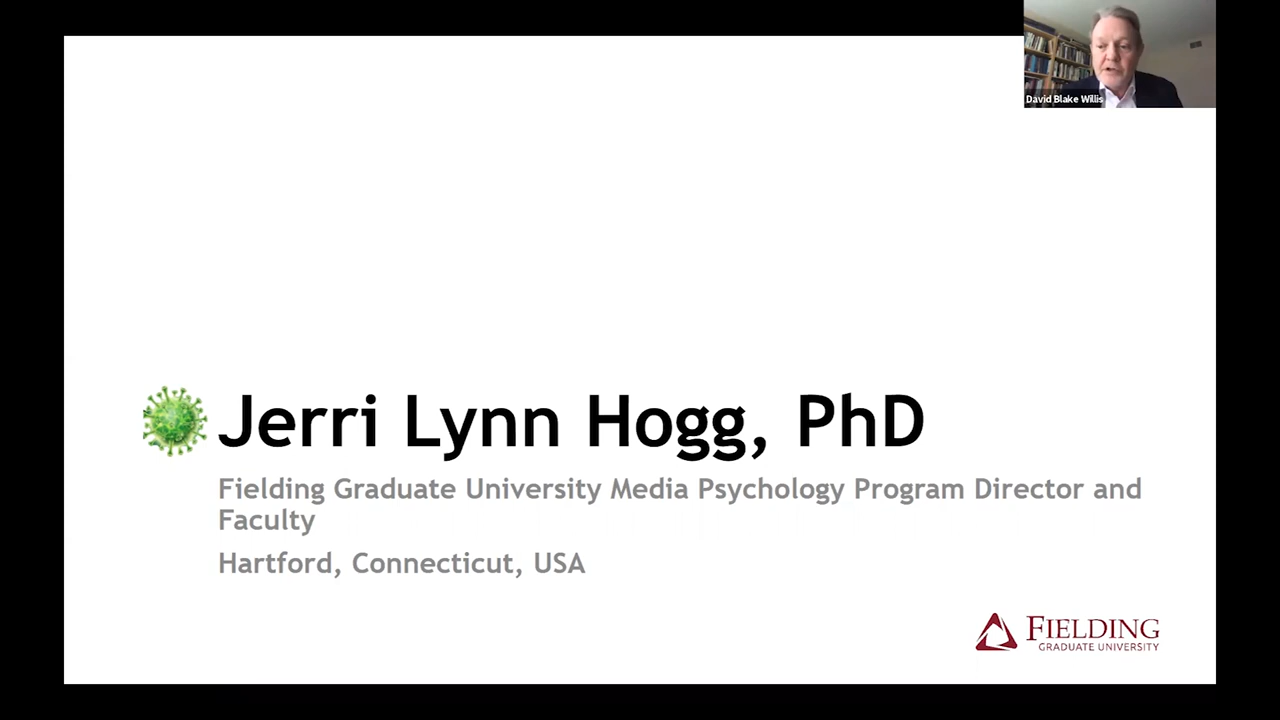 David Blake Willis
Jerri Lynn Hogg, PhD
Fielding Graduate University Media Psychology Program Director and
Faculty
Hartford, Connecticut, USA
FIELDING
GRADUATE UNIVERSITY